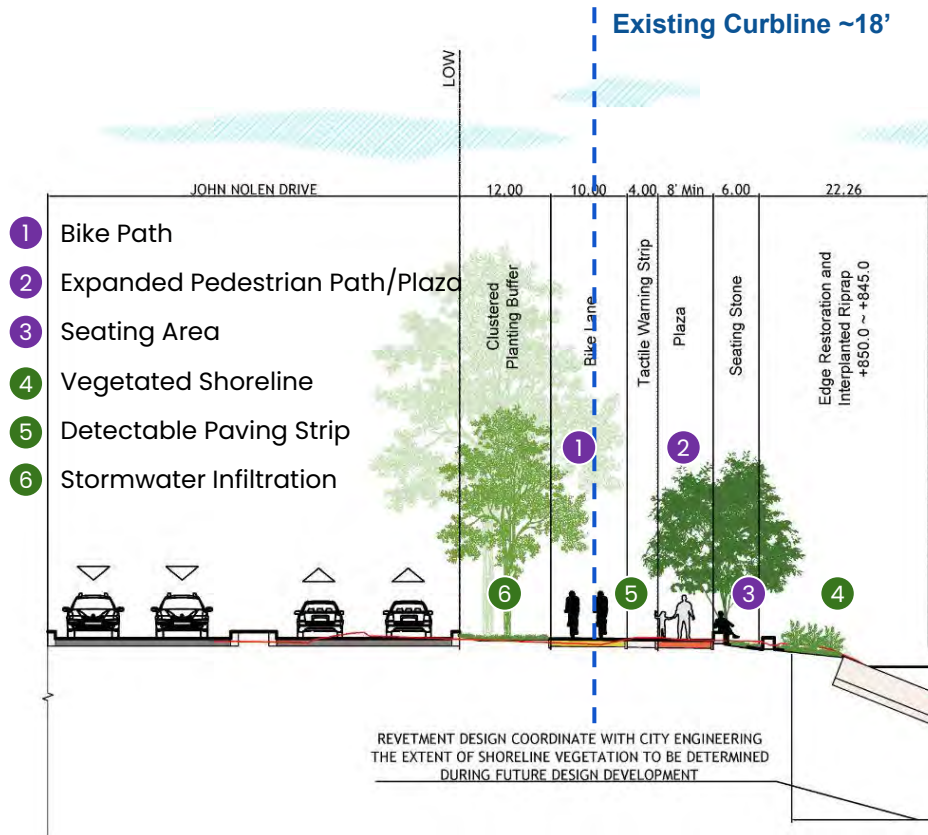 Existing Curbline ~18’
LOW
JOHN NOLEN DRIVE
12.00
10.00
4.00
8' Min
6.00
22.26
1 Bike Path
2 Expanded Pedestrian Path/Plaza
3 Seating Area
4 Vegetated Shoreline
5 Detectable Paving Strip
6 Stormwater Infiltration
Clustered
Planting Buffer
Bike Lane
Tactile Warning Strip
Plaza
Seating Stone
Edge Restoration and
Interplanted Riprap
+850.0 ~ +845.0
1
2
6
5
3
4
REVETMENT DESIGN COORDINATE WITH CITY ENGINEERING
THE EXTENT OF SHORELINE VEGETATION TO BE DETERMINED
DURING FUTURE DESIGN DEVELOPMENT